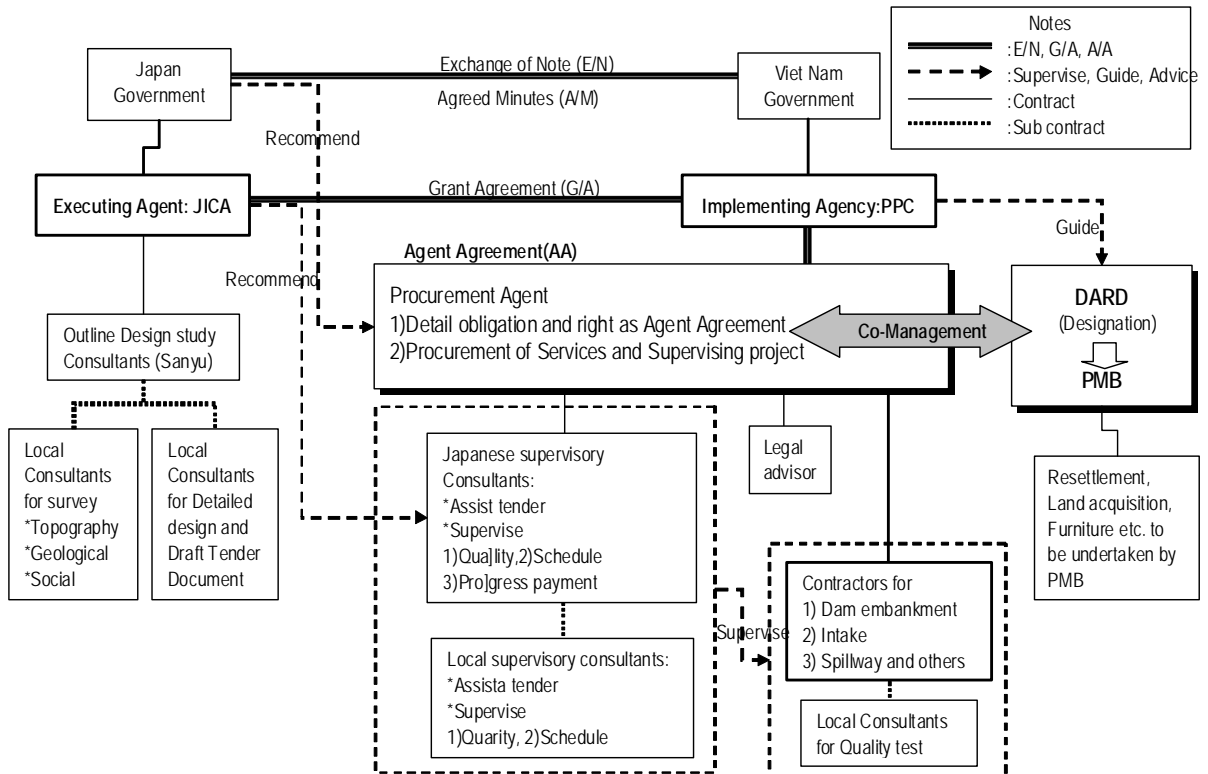 Notes
:E/N, G/A, A/A
:Supervise, Guide, Advice
:Contract
:Sub contract
Japan
Government
Exchange of Note (E/N)
Agreed Minutes (A/M)
Viet Nam
Government
Recommend
Executing Agent: JICA
Grant Agreement (G/A)
Implementing Agency:PPC
Guide
Recommend
Agent Agreement(AA)
Procurement Agent
1)Detail obligation and right as Agent Agreement
2)Procurement of Services and Supervising project
Co-Management
DARD
(Designation)
PMB
Outline Design study
Consultants (Sanyu)
Local
Consultants
for survey
*Topography
*Geological
*Social
Local
Consultants
for Detailed
design and
Draft Tender
Document
Japanese supervisory
Consultants:
*Assist tender
*Supervise
1)Qua]lity,2)Schedule
3)Pro]gress payment
Legal
advisor
Resettlement,
Land acquisition,
Furniture etc. to
be undertaken by
PMB
Supervise
Contractors for
1) Dam embankment
2) Intake
3) Spillway and others
Local supervisory consultants:
*Assista tender
*Supervise
1)Quarity, 2)Schedule
Local Consultants
for Quality test